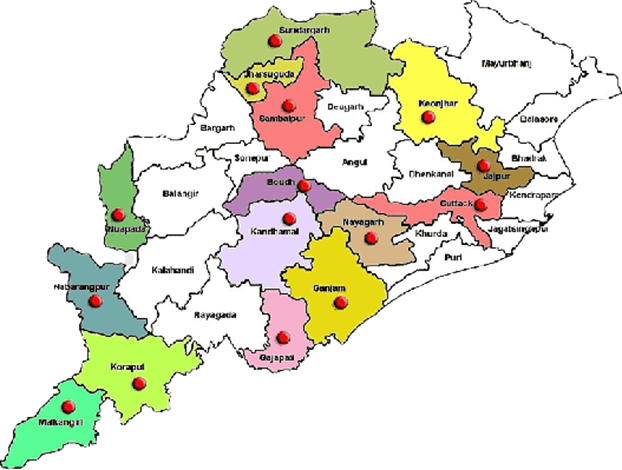 Sundargarh
Mayurbhanj
Jharsuguda
Keonjhar
Deogarh
Sambalpur
Balasore
Bargarh
Sonepur
Angul
Bhadrak
Dhenkanal
Jajpur
Boudh
Balangir
Kendrapara
Cuttack
Nuapada
Nayagarh
Kandhamal
Khurda
Jagatsingpur
Puri
Kalahandi
Nabarangpur
Ganjam
Rayagada
Gajapati
Koraput
Malkangiri